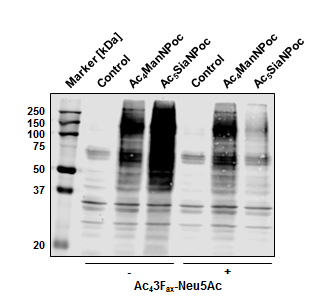 Marker [kDa]
Control
Ac₄ManNPoc
Ac₅SiaNPoc
Control
Ac₄ManNPoc
Ac₅SiaNPoc
250
150
100
75
50
37
20
- +
Ac₄3Fax-Neu5Ac